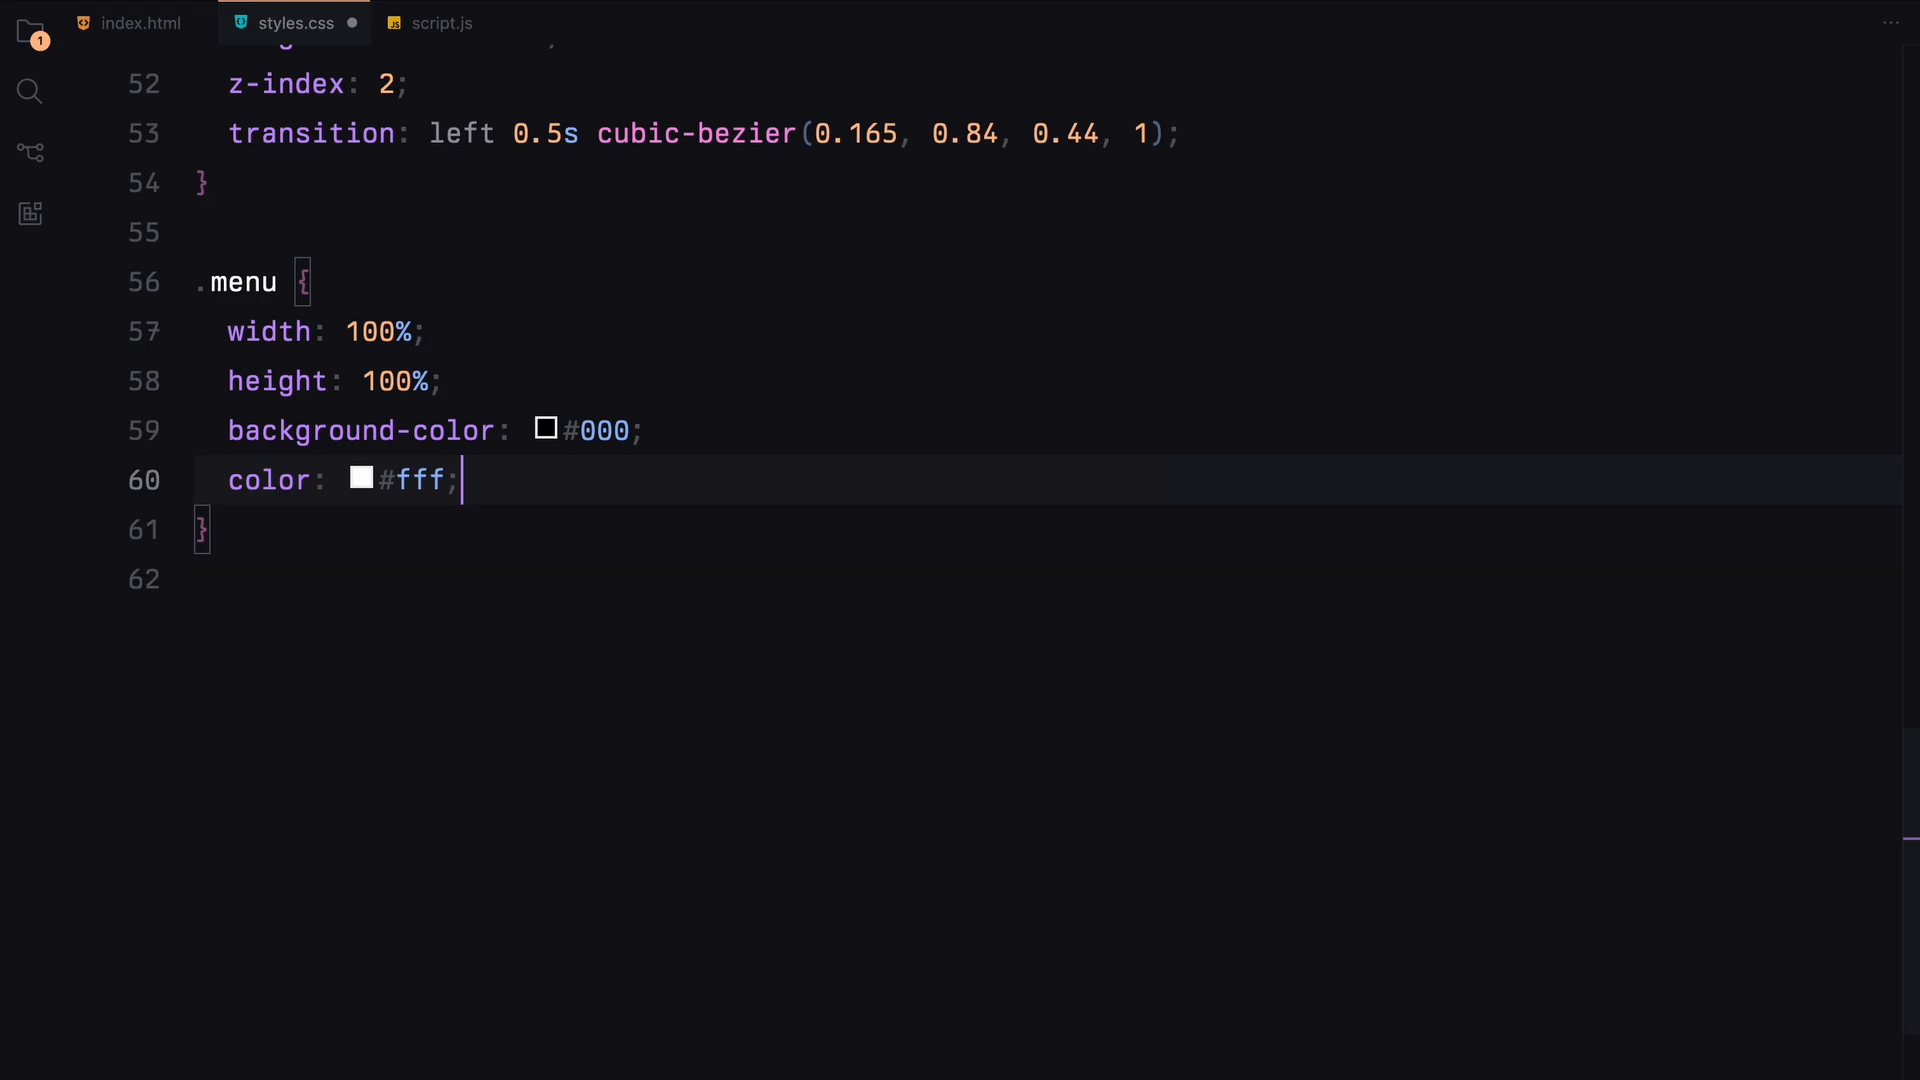 1
index.html
styles.css
script.js
52 z-index: 2;
53 transition: left 0.5s cubic-bezier(0.165, 0.84, 0.44, 1);
54 }
55
56 .menu {
57 width: 100%;
58 height: 100%;
59 background-color: #000;
60 color: #fff;
61 }
62